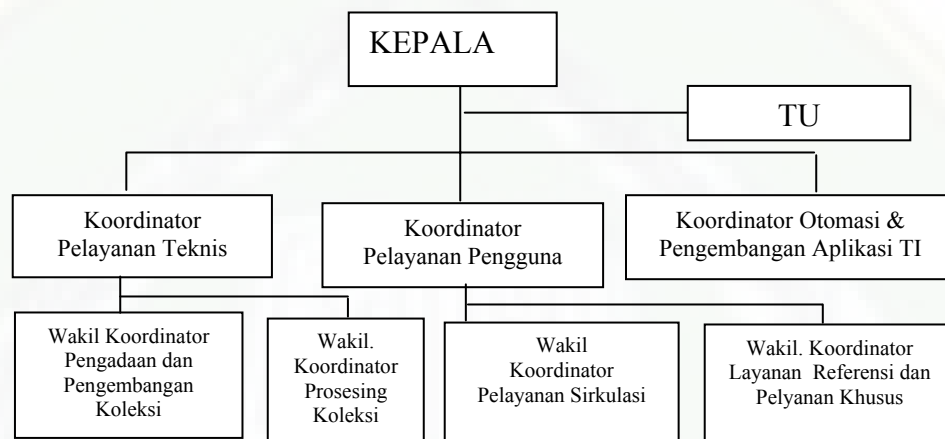 KEPALA
TU
Koordinator
Pelayanan Teknis
Koordinator
Pelayanan Pengguna
Koordinator Otomasi &
Pengembangan Aplikasi TI
Wakil Koordinator
Pengadaan dan
Pengembangan
Koleksi
Wakil.
Koordinator
Prosesing
Koleksi
Wakil
Koordinator
Pelayanan Sirkulasi
Wakil. Koordinator
Layanan Referensi dan
Pelyanan Khusus